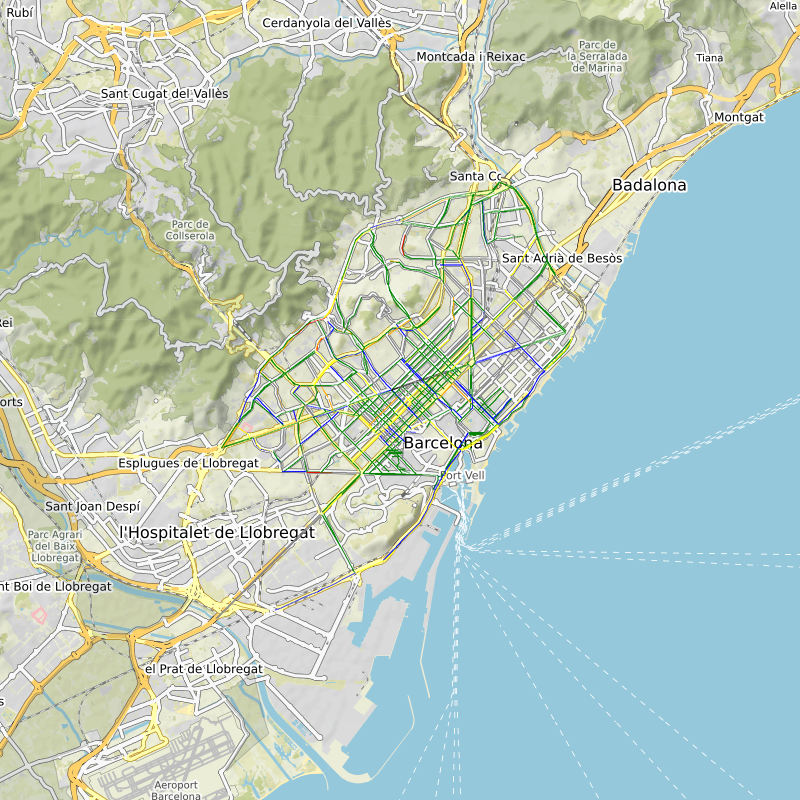 Rubí
Cerdanyola del Vallès
Alella
Montcada i Reixac
Parc de
la Serralada
de Marina
Tiana
Sant Cugat del Vallès
Montgat
Santa Co
Badalona
Parc de
Collserola
Sant Adrià de Besòs
Rei
orts
Barcelona
Esplugues de Llobregat
Port Vell
Sant Joan Despí
l'Hospitalet de Llobregat
Parc Agrari
del Baix
Llobregat
nt Boi de Llobregat
el Prat de Llobregat
s
Aeroport
Barcelona